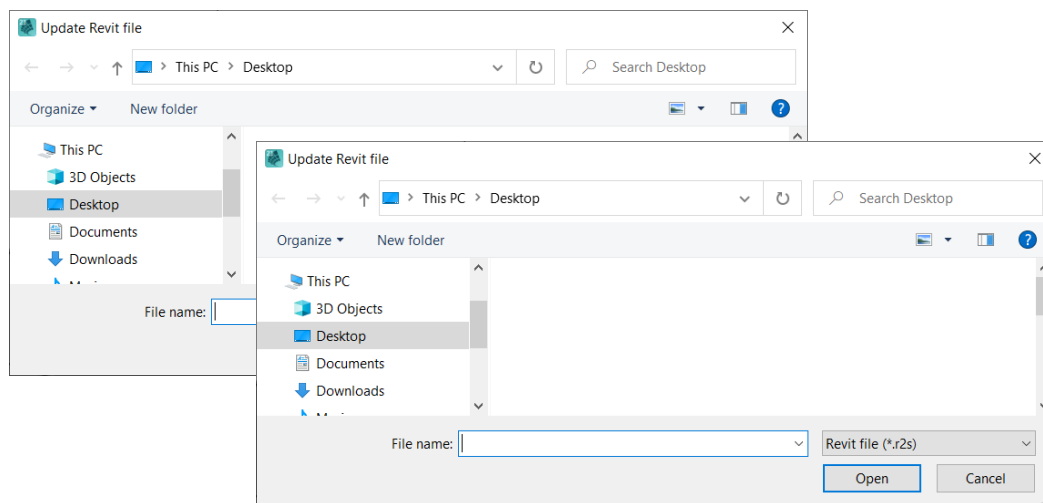 Update Revit file
This PC > Desktop
Search Desktop
Organize
New folder
?
This PC
3D Objects
Desktop
Documents
Downloads
File name:
Update Revit file
This PC > Desktop
Search Desktop
Organize
New folder
?
This PC
3D Objects
Desktop
Documents
Downloads
File name:
Revit file (*.r2s)
Open
Cancel